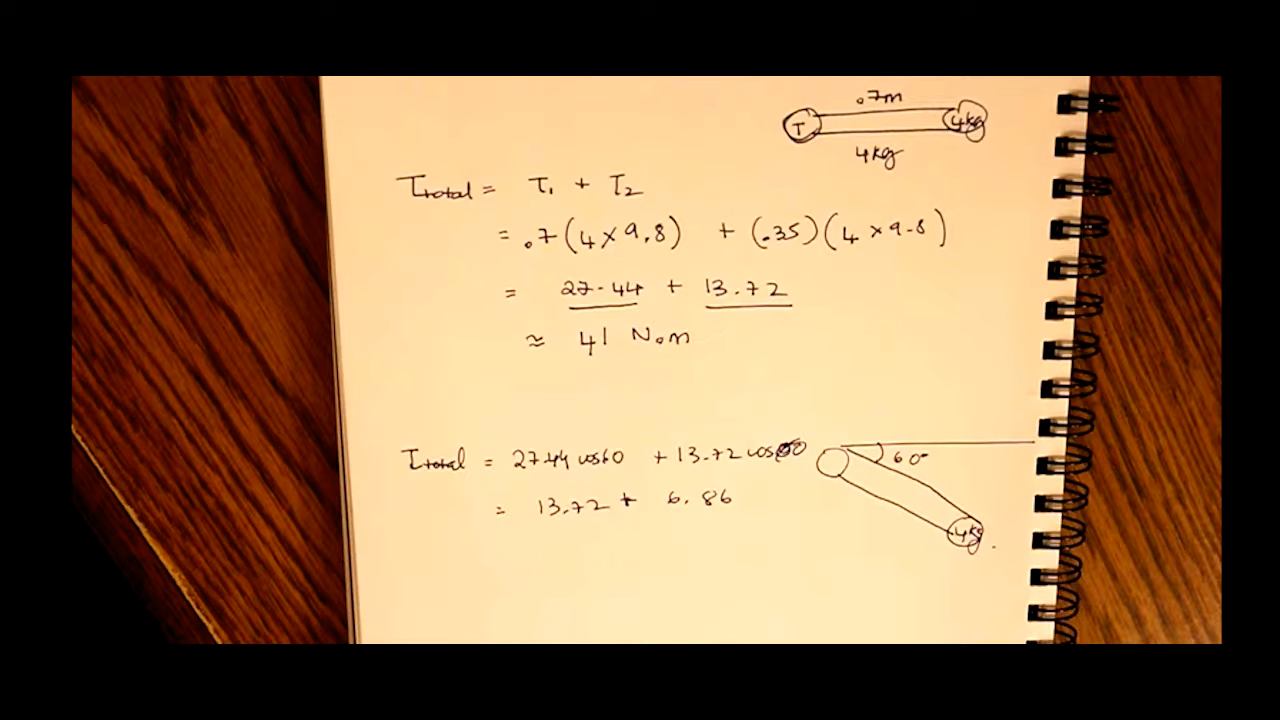 .7m
T 4kg
4kg
Ttotal = T1 + T2
= .7 (4 × 9.8) + (.35) (4 × 9.8)
= 27.44 + 13.72
≈ 41 N.m
Ttotal = 27.44 cos60 + 13.72 cos60
60°
= 13.72 + 6.86
4kg